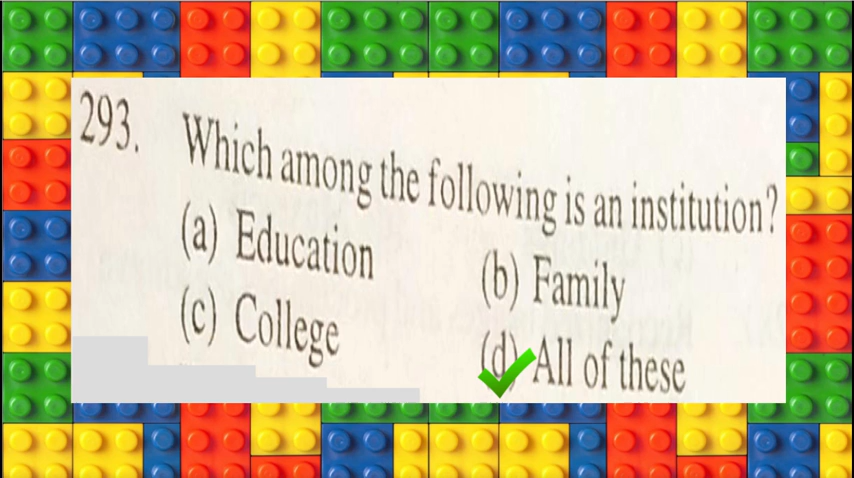 293. Which among the following is an institution?
(a) Education (b) Family
(c) College (d) All of these